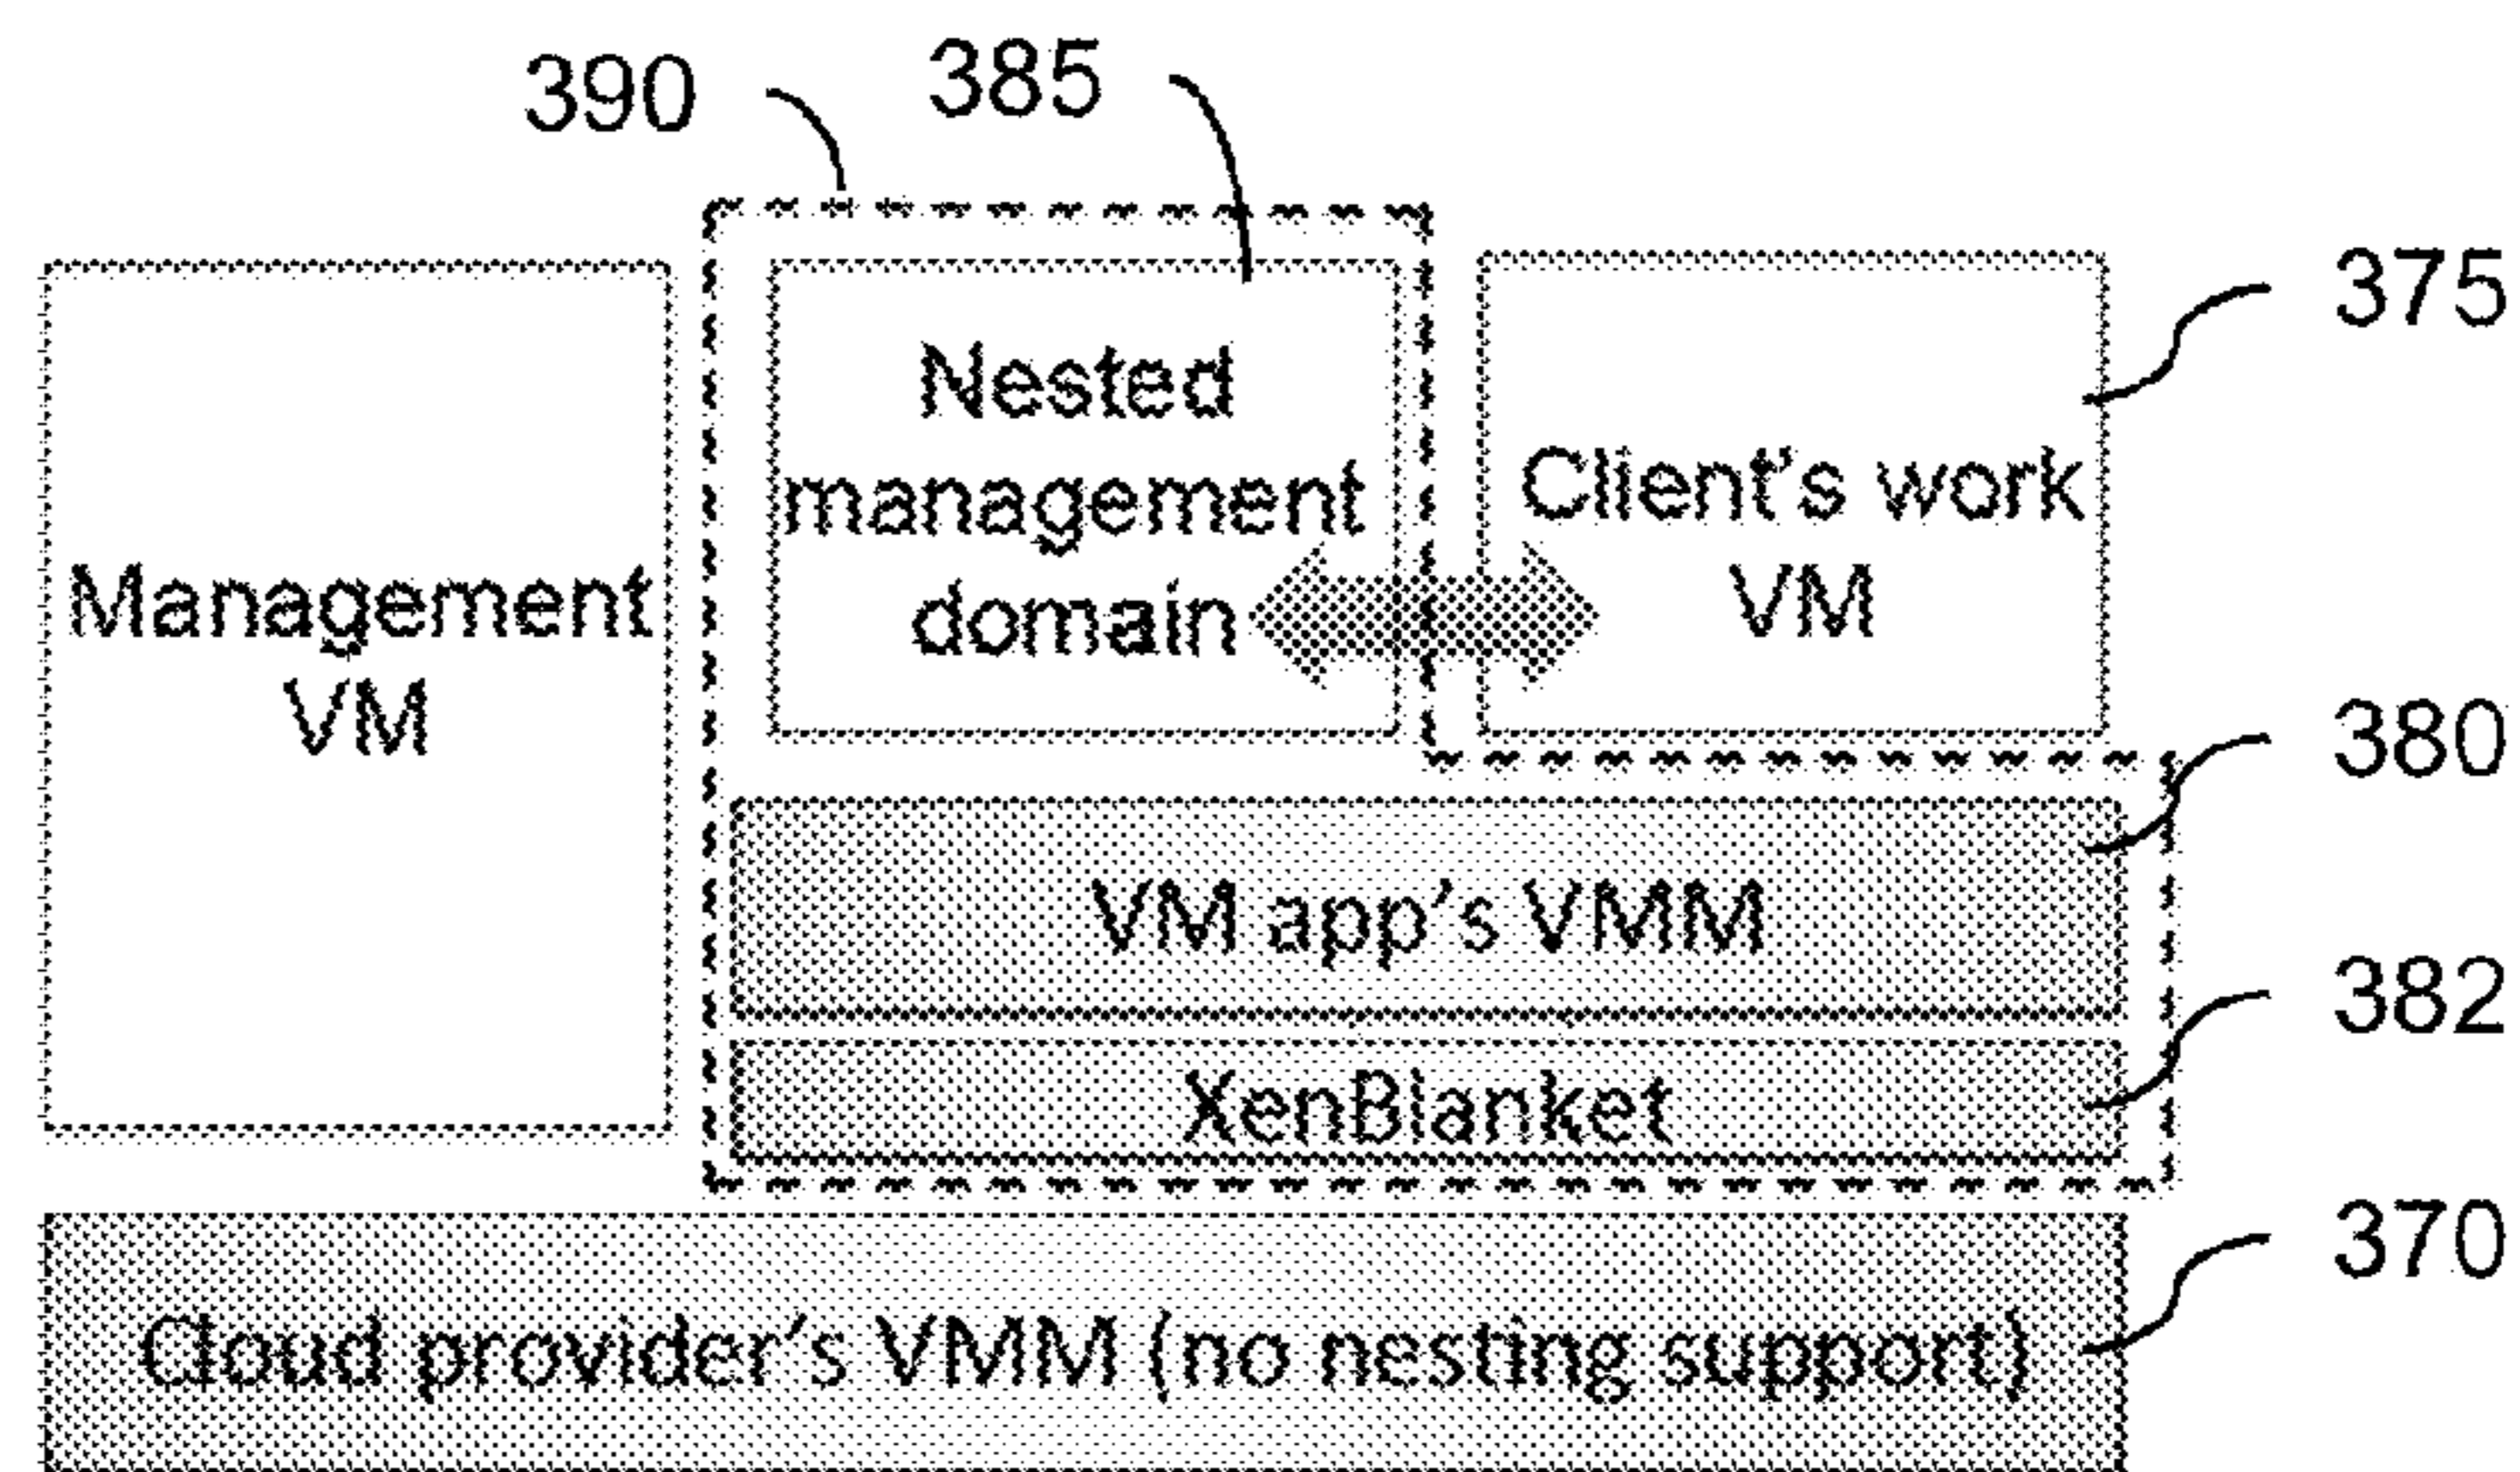 390
385
375
Nested
management
domain
Client's work
VM
Management
VM
380
VM app's VMM
382
XenBlanket
370
Cloud provider's VMM (no nesting support)